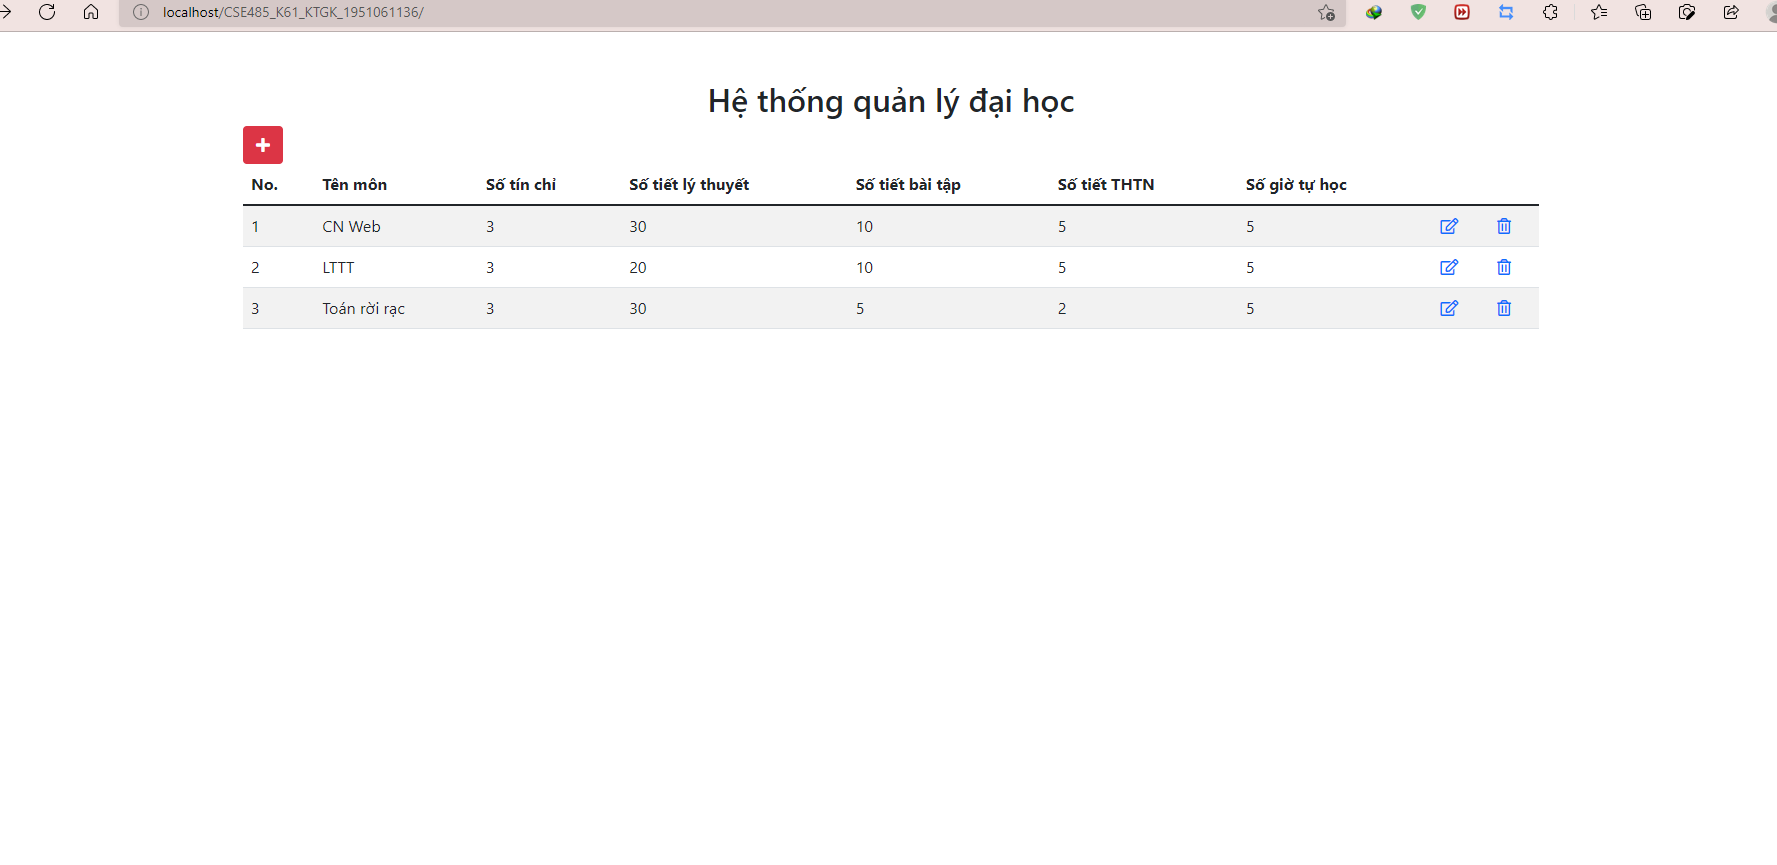 localhost/CSE485_K61_KTGK_1951061136/
Hệ thống quản lý đại học
No. Tên môn Số tín chỉ Số tiết lý thuyết Số tiết bài tập Số tiết THTN Số giờ tự học
1 CN Web 3 30 10 5 5
2 LTTT 3 20 10 5 5
3 Toán rời rạc 3 30 5 2 5